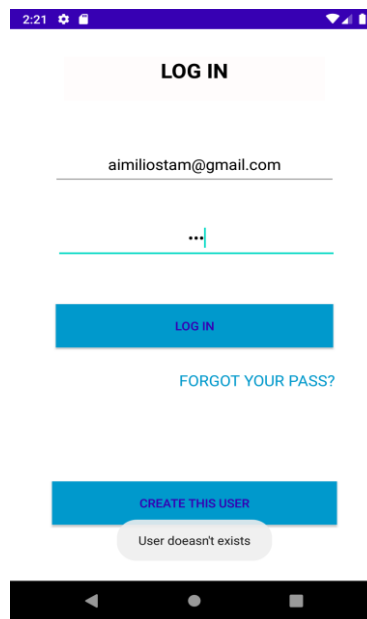 2:21
LOG IN
aimiliostam@gmail.com
•••
LOG IN
FORGOT YOUR PASS?
CREATE THIS USER
User doeasn't exists